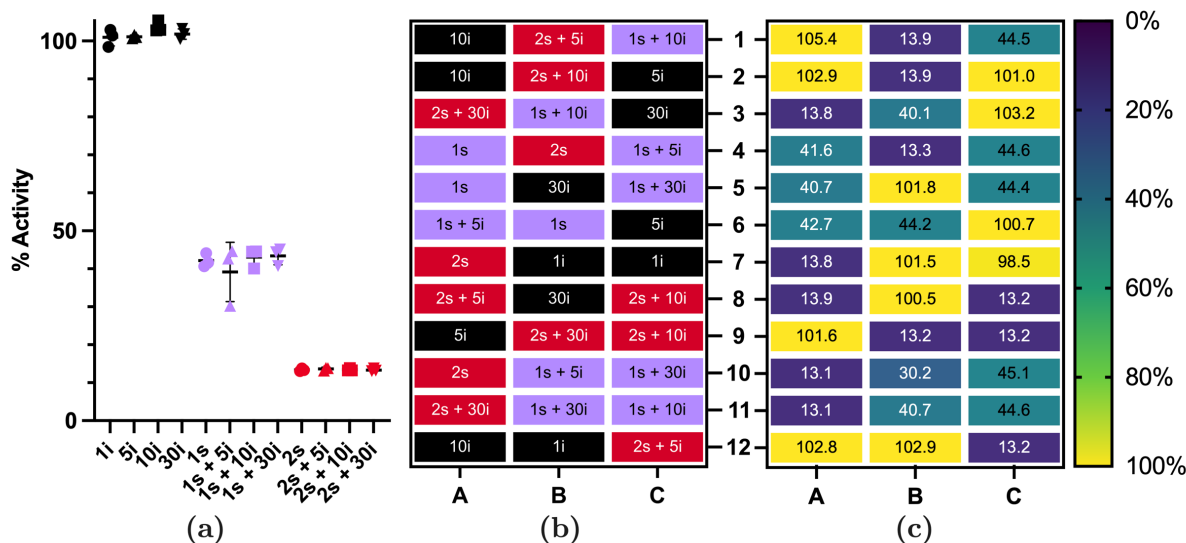 % Activity
100
50
0
1i
5i
10i
30i
1s
1s + 5i
1s + 10i
1s + 30i
2s
2s + 5i
2s + 10i
2s + 30i
(a)
10i 2s + 5i 1s + 10i 1
10i 2s + 10i 5i 2
2s + 30i 1s + 10i 30i 3
1s 2s 1s + 5i 4
1s 30i 1s + 30i 5
1s + 5i 1s 5i 6
2s 1i 1i 7
2s + 5i 30i 2s + 10i 8
5i 2s + 30i 2s + 10i 9
2s 1s + 5i 1s + 30i 10
2s + 30i 1s + 30i 1s + 10i 11
10i 1i 2s + 5i 12
A B C
(b)
105.4 13.9 44.5
102.9 13.9 101.0
13.8 40.1 103.2
41.6 13.3 44.6
40.7 101.8 44.4
42.7 44.2 100.7
13.8 101.5 98.5
13.9 100.5 13.2
101.6 13.2 13.2
13.1 30.2 45.1
13.1 40.7 44.6
102.8 102.9 13.2
A B C
(c)
0%
20%
40%
60%
80%
100%